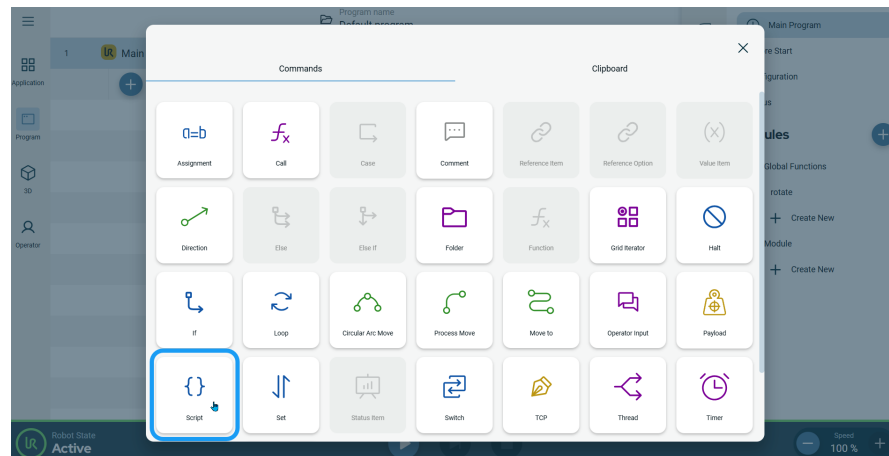 Program name
Default program
Main Program
1
Main
Commands
Clipboard
Application
Program
3D
Operator
a=b
Assignment
Call
Case
Comment
Reference Item
Reference Option
(x)
Value Item
Direction
Else
Else If
Folder
Function
Grid Iterator
Halt
If
Loop
Circular Arc Move
Process Move
Move to
Operator Input
Payload
{ }
Script
Set
Status Item
Switch
TCP
Thread
Timer
re Start
iguration
us
ules
Global Functions
rotate
Create New
Module
Create New
Robot State
Active
Speed
100 %